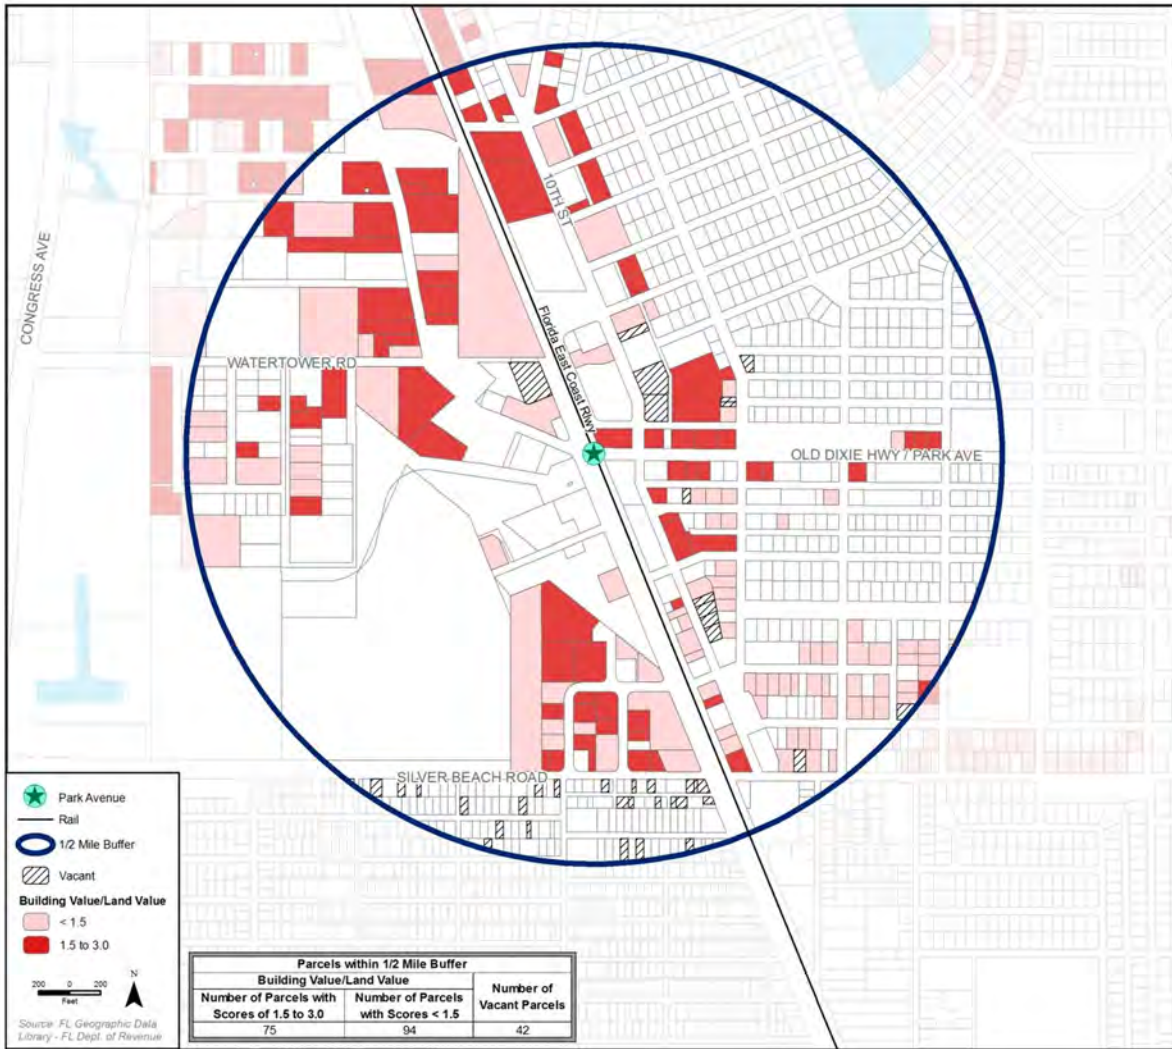 10TH ST
CONGRESS AVE
Florida East Coast Rlwy
WATERTOWER RD
OLD DIXIE HWY / PARK AVE
SILVER BEACH ROAD
Park Avenue
Rail
1/2 Mile Buffer
Vacant
Building Value/Land Value
< 1.5
1.5 to 3.0
200 0 200
Feet
N
Source: FL Geographic Data
Library - FL Dept. of Revenue
Parcels within 1/2 Mile Buffer
Building Value/Land Value
Number of Parcels with
Scores of 1.5 to 3.0
Number of Parcels
with Scores < 1.5
Number of
Vacant Parcels
75 94 42